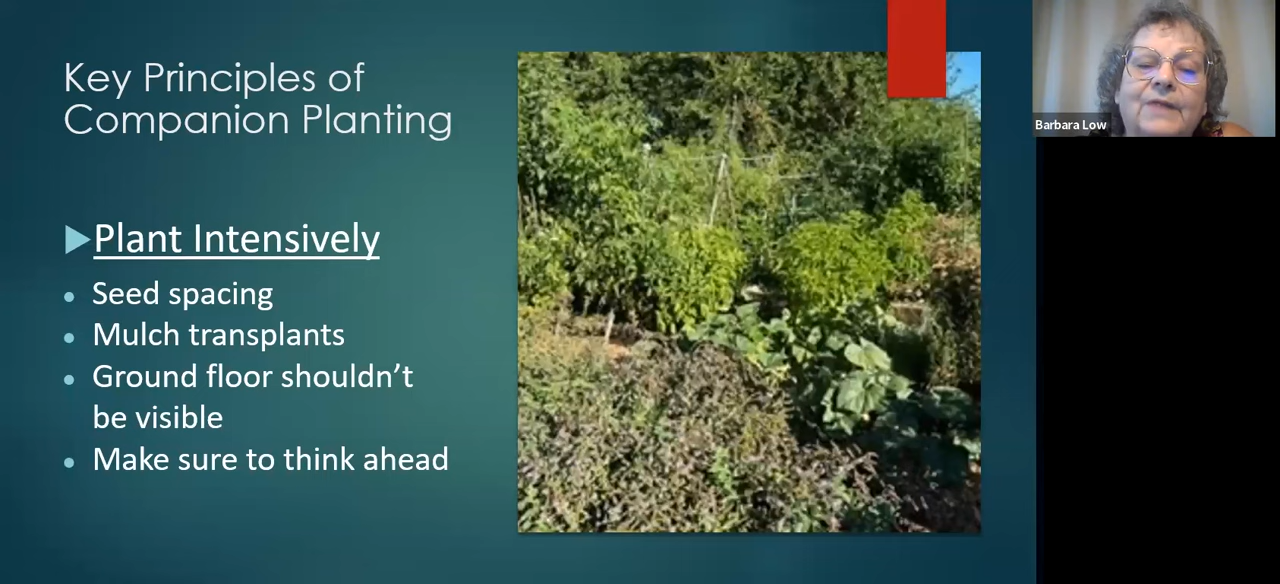 Key Principles of
Companion Planting
Plant Intensively
Seed spacing
Mulch transplants
Ground floor shouldn’t
be visible
Make sure to think ahead
Barbara Low